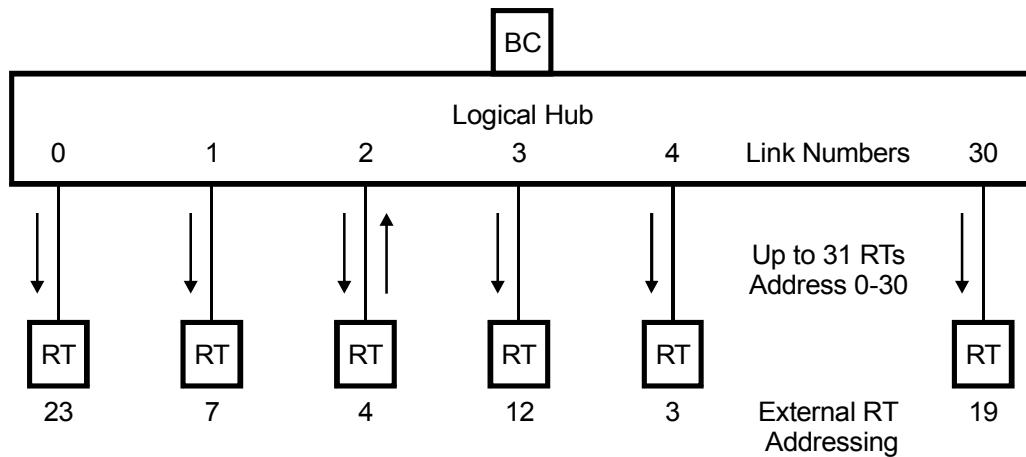 BC
Logical Hub
0 1 2 3 4 Link Numbers 30
Up to 31 RTs
Address 0-30
RT RT RT RT RT RT
23 7 4 12 3 External RT 19
Addressing